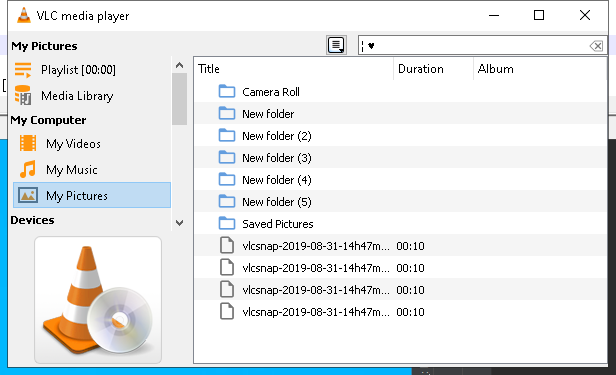 VLC media player
My Pictures
¦ ♥
Playlist [00:00]
Media Library
My Computer
My Videos
My Music
My Pictures
Devices
Title Duration Album
Camera Roll
New folder
New folder (2)
New folder (3)
New folder (4)
New folder (5)
Saved Pictures
vlcsnap-2019-08-31-14h47m... 00:10
vlcsnap-2019-08-31-14h47m... 00:10
vlcsnap-2019-08-31-14h47m... 00:10
vlcsnap-2019-08-31-14h47m... 00:10